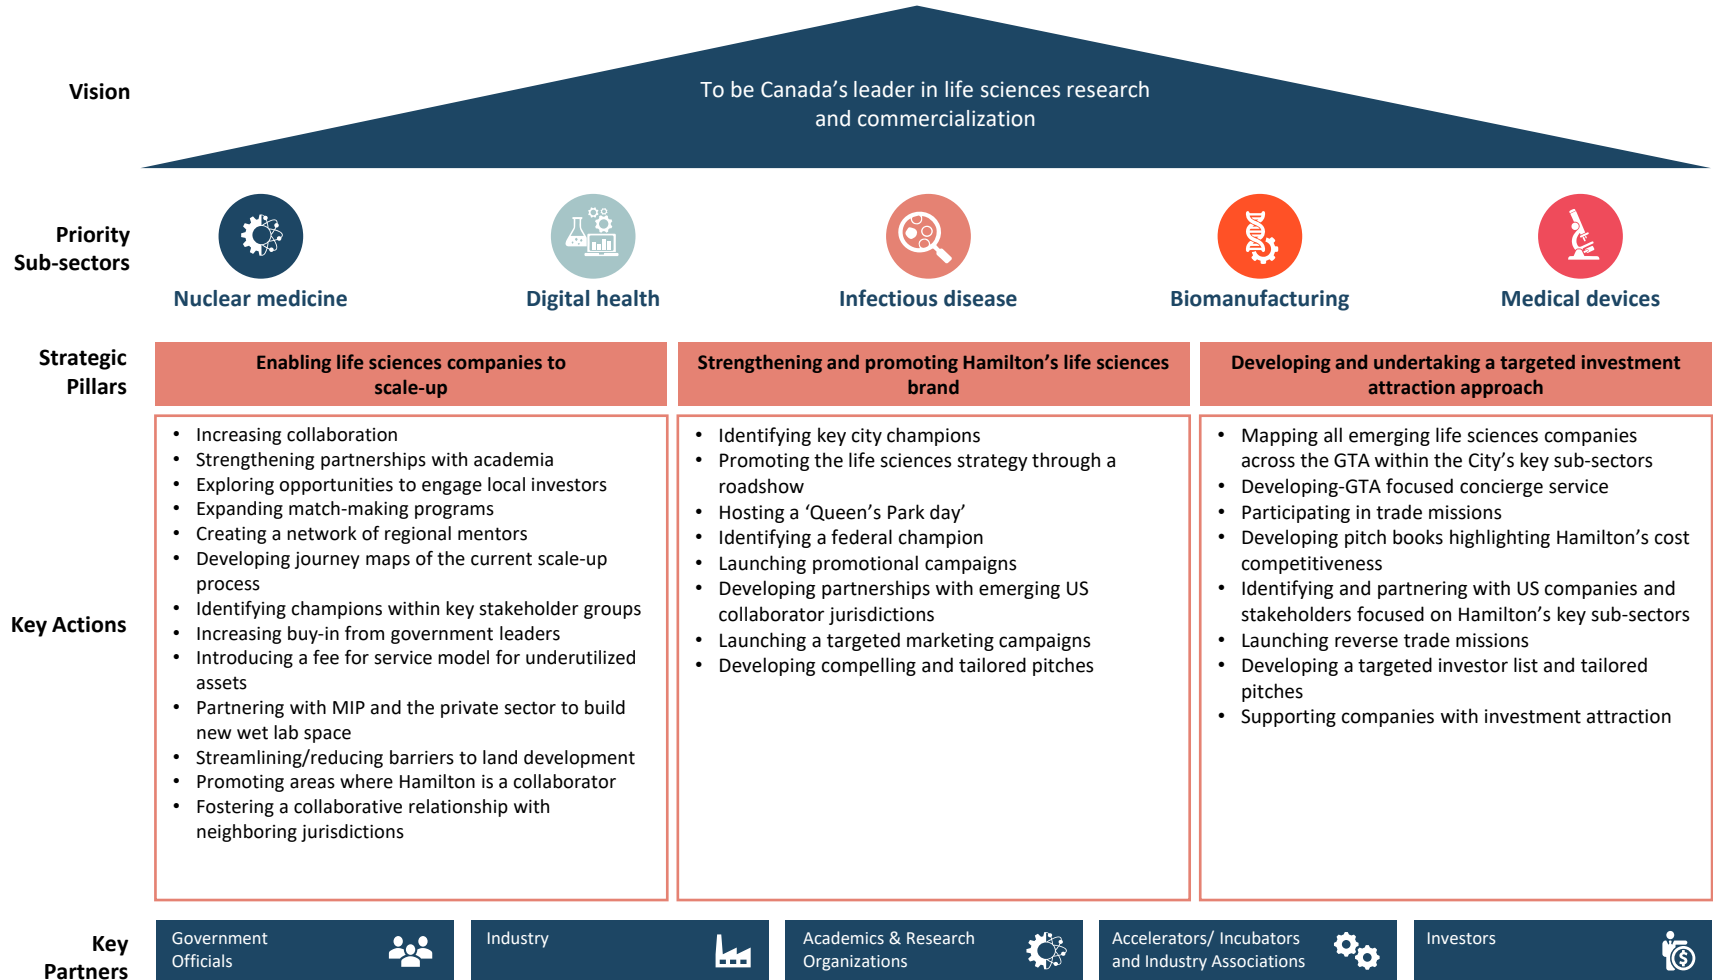 Vision
To be Canada's leader in life sciences research
and commercialization
Priority
Sub-sectors
Nuclear medicine
Digital health
Infectious disease
Biomanufacturing
Medical devices
Strategic
Pillars
Enabling life sciences companies to
scale-up
Strengthening and promoting Hamilton's life sciences
brand
Developing and undertaking a targeted investment
attraction approach
Key Actions
• Increasing collaboration
• Strengthening partnerships with academia
• Exploring opportunities to engage local investors
• Expanding match-making programs
• Creating a network of regional mentors
• Developing journey maps of the current scale-up
process
• Identifying champions within key stakeholder groups
• Increasing buy-in from government leaders
• Introducing a fee for service model for underutilized
assets
• Partnering with MIP and the private sector to build
new wet lab space
• Streamlining/reducing barriers to land development
• Promoting areas where Hamilton is a collaborator
• Fostering a collaborative relationship with
neighboring jurisdictions
• Identifying key city champions
• Promoting the life sciences strategy through a
roadshow
• Hosting a ‘Queen’s Park day’
• Identifying a federal champion
• Launching promotional campaigns
• Developing partnerships with emerging US
collaborator jurisdictions
• Launching a targeted marketing campaigns
• Developing compelling and tailored pitches
• Mapping all emerging life sciences companies
across the GTA within the City’s key sub-sectors
• Developing-GTA focused concierge service
• Participating in trade missions
• Developing pitch books highlighting Hamilton’s cost
competitiveness
• Identifying and partnering with US companies and
stakeholders focused on Hamilton’s key sub-sectors
• Launching reverse trade missions
• Developing a targeted investor list and tailored
pitches
• Supporting companies with investment attraction
Key
Partners
Government
Officials
Industry
Academics & Research
Organizations
Accelerators/ Incubators
and Industry Associations
Investors
$